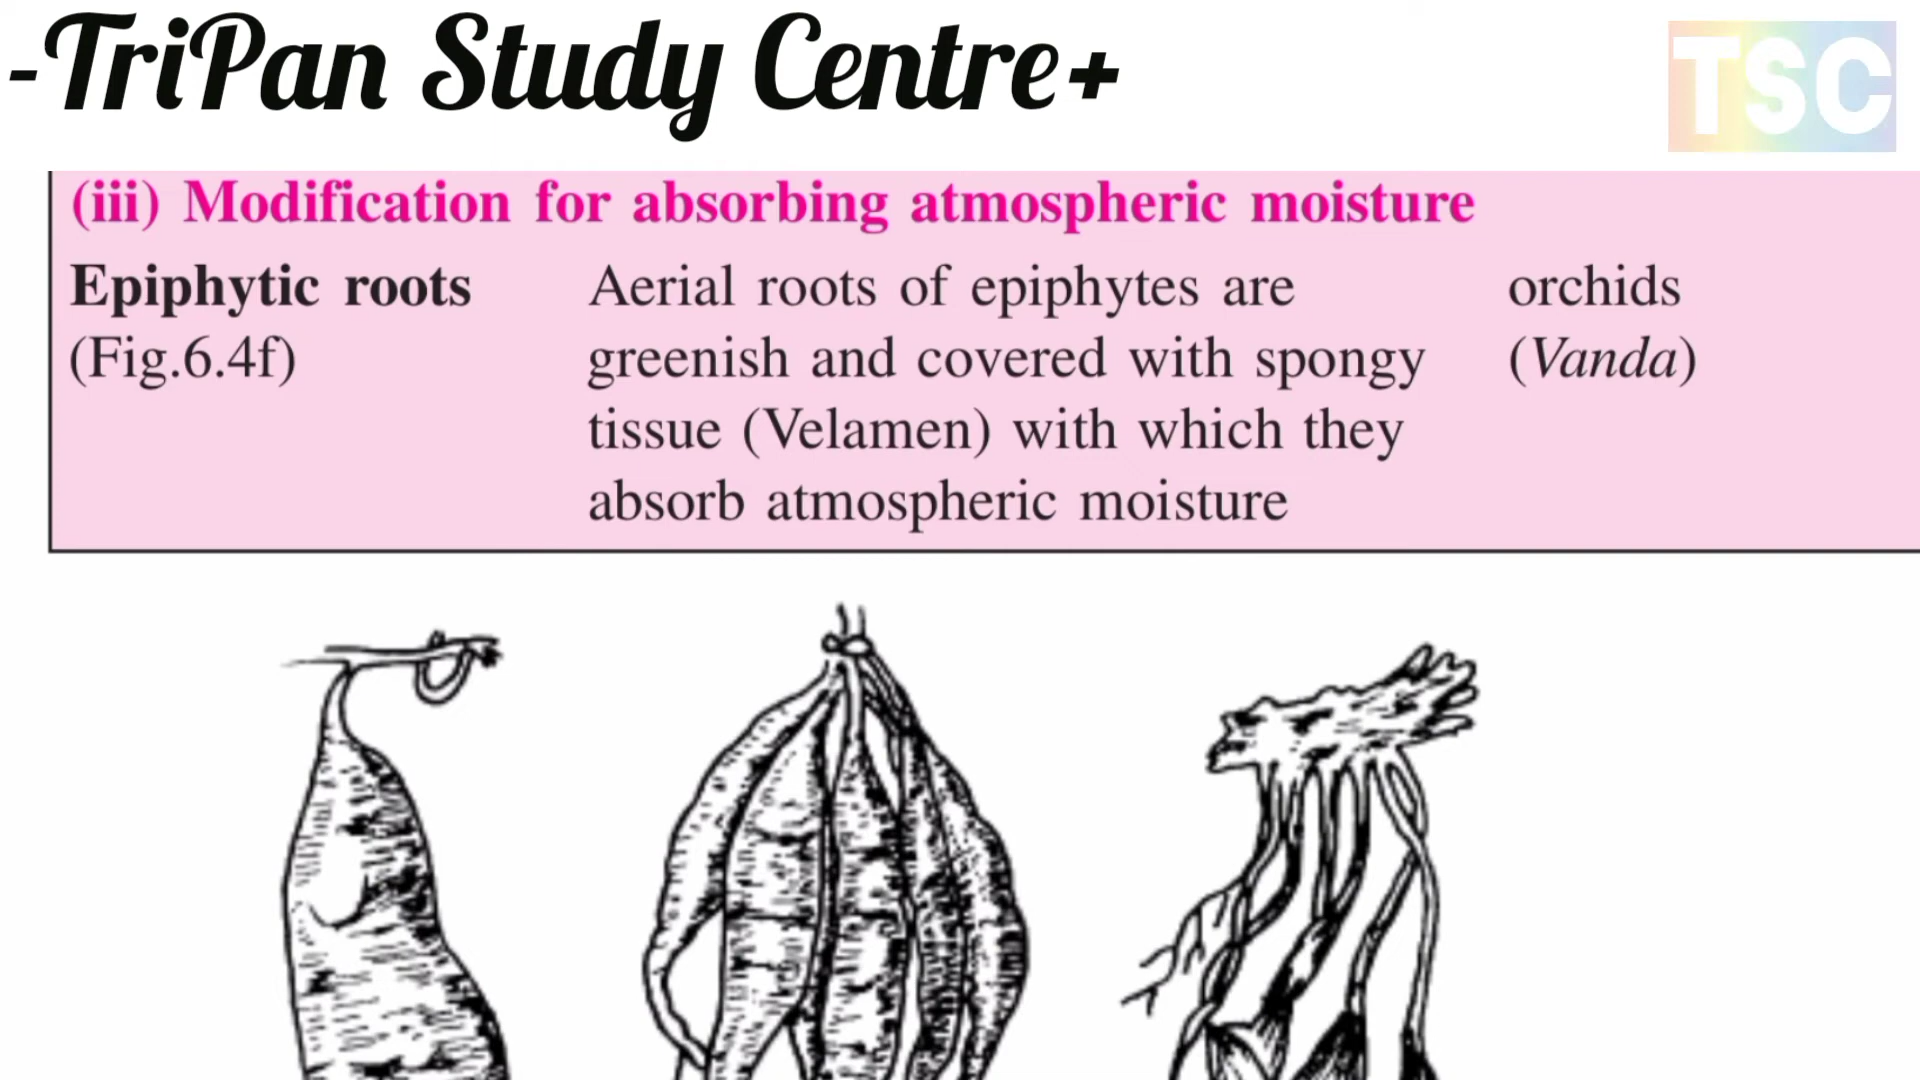 -TriPan Study Centre+
TSC
(iii) Modification for absorbing atmospheric moisture
Epiphytic roots
(Fig.6.4f)
Aerial roots of epiphytes are
greenish and covered with spongy
tissue (Velamen) with which they
absorb atmospheric moisture
orchids
(Vanda)